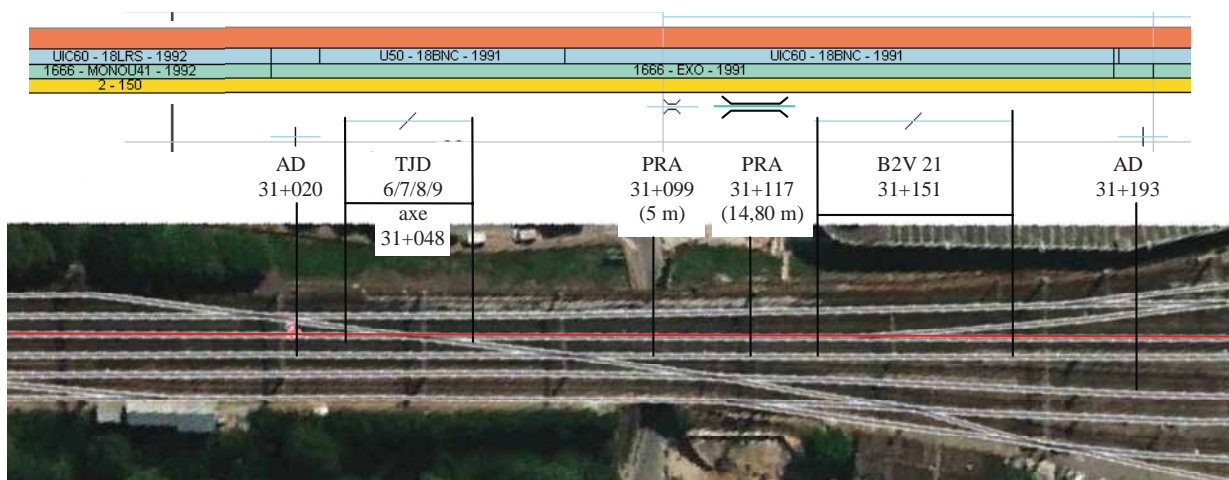 UIC60 - 18LRS - 1992
U50 - 18BNC - 1991
UIC60 - 18BNC - 1991
1666 - MONOU41 - 1992
1666 - EXO - 1991
2 - 150
AD
31+020
TJD
6/7/8/9
axe
31+048
PRA
31+099
(5 m)
PRA
31+117
(14,80 m)
B2V 21
31+151
AD
31+193